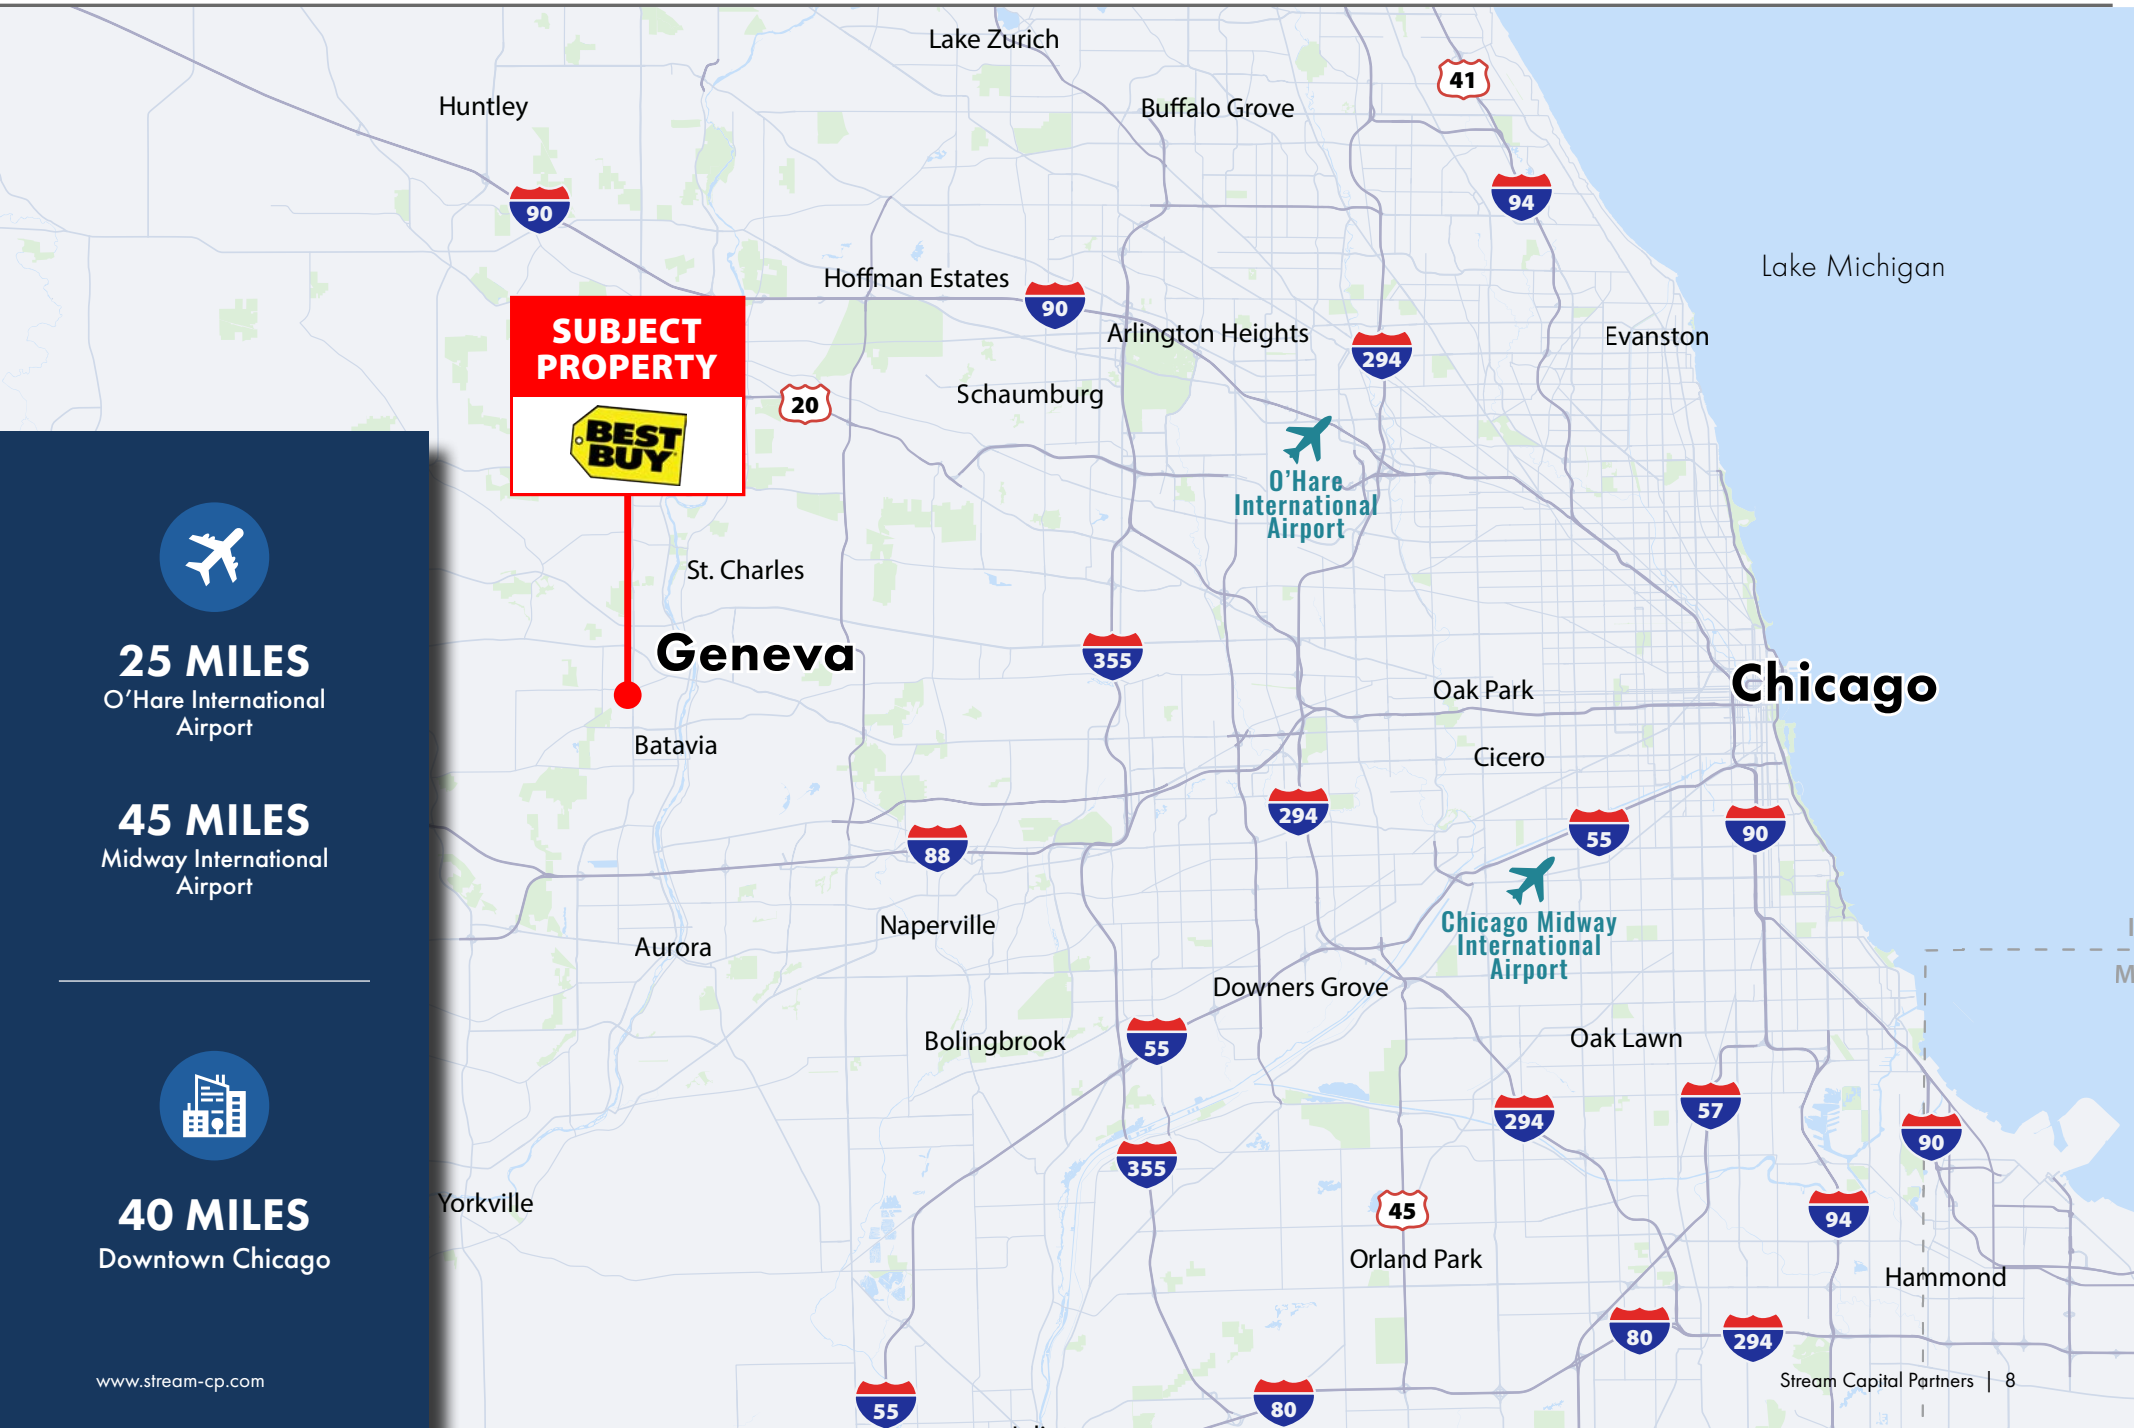 Lake Zurich
41
Huntley
Buffalo Grove
90
94
Lake Michigan
Hoffman Estates
90
SUBJECT
PROPERTY
Arlington Heights
Evanston
294
20
Schaumburg
BEST
BUY
O'Hare
International
Airport
St. Charles
25 MILES
O'Hare International
Airport
Geneva
355
Oak Park
Chicago
Batavia
Cicero
45 MILES
Midway International
Airport
294
55
90
88
Naperville
Aurora
Chicago Midway
International
Airport
Downers Grove
Bolingbrook
55
Oak Lawn
294
57
90
355
40 MILES
Downtown Chicago
Yorkville
45
94
Orland Park
Hammond
80
294
www.stream-cp.com
Stream Capital Partners | 8
55
80